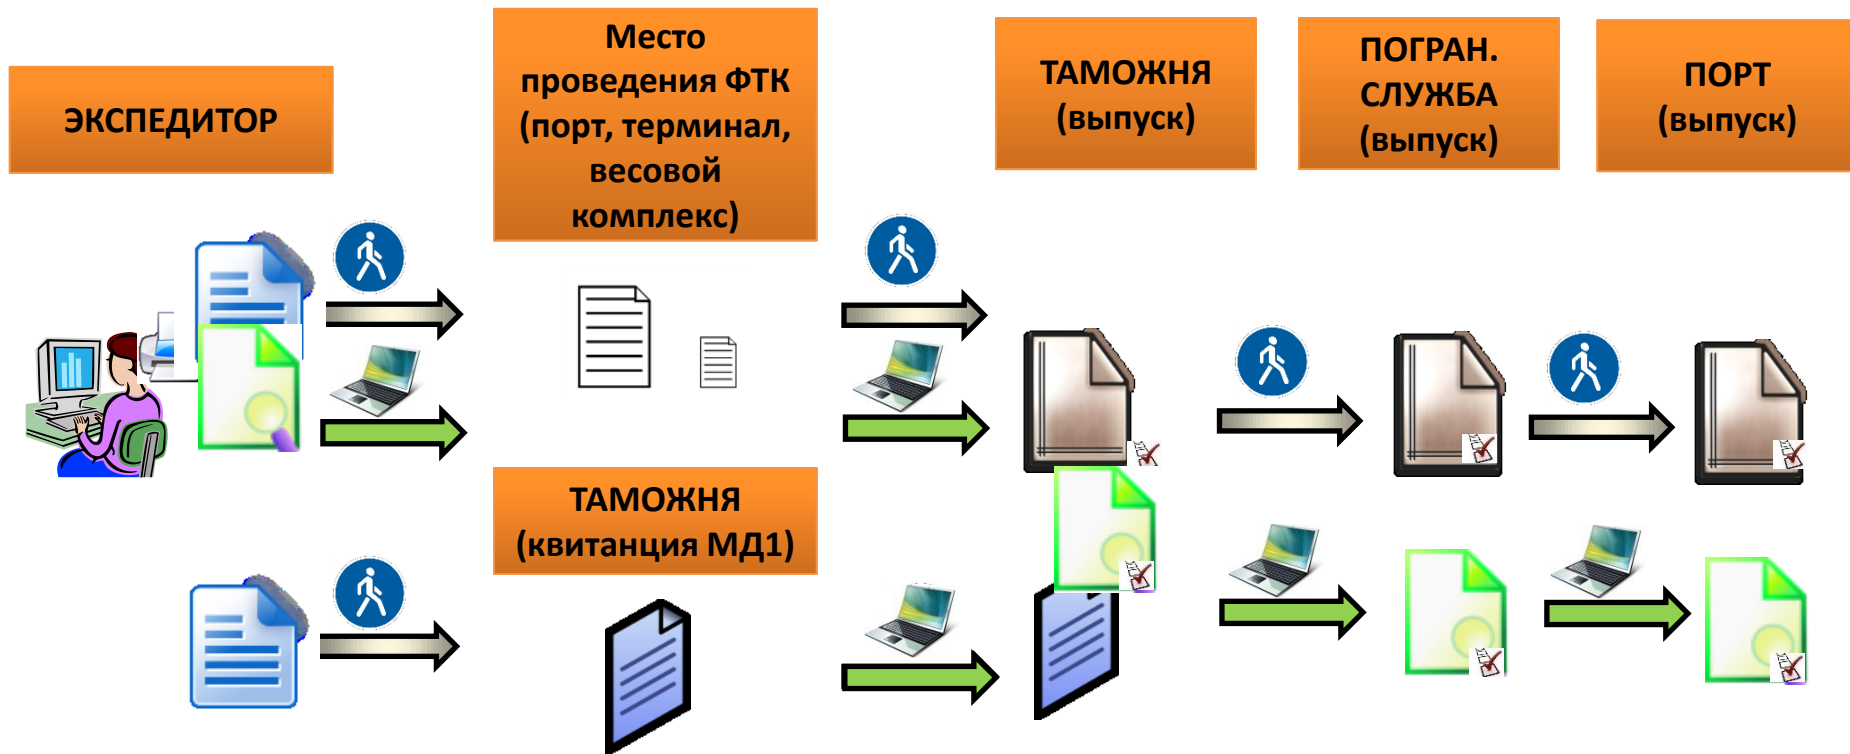 ЭКСПЕДИТОР
Место
проведения ФТК
(порт, терминал,
весовой
комплекс)
ТАМОЖНЯ
(выпуск)
ПОГРАН.
СЛУЖБА
(выпуск)
ПОРТ
(выпуск)
ТАМОЖНЯ
(квитанция МД1)